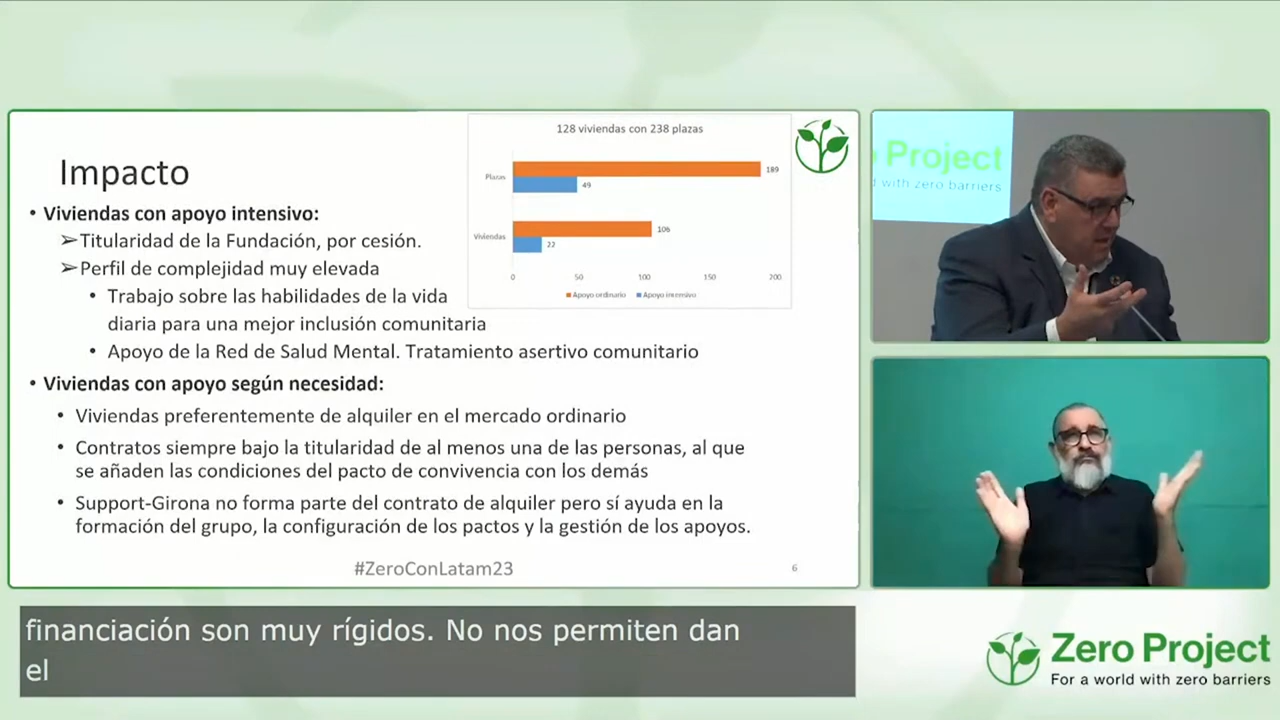 Impacto
128 viviendas con 238 plazas
Plazas
189
49
Viviendas
106
22
0 50 100 150 200
Apoyo ordinario Apoyo intensivo
• Viviendas con apoyo intensivo:
➢Titularidad de la Fundación, por cesión.
➢Perfil de complejidad muy elevada
• Trabajo sobre las habilidades de la vida
diaria para una mejor inclusión comunitaria
• Apoyo de la Red de Salud Mental. Tratamiento asertivo comunitario
• Viviendas con apoyo según necesidad:
• Viviendas preferentemente de alquiler en el mercado ordinario
• Contratos siempre bajo la titularidad de al menos una de las personas, al que
se añaden las condiciones del pacto de convivencia con los demás
• Support-Girona no forma parte del contrato de alquiler pero sí ayuda en la
formación del grupo, la configuración de los pactos y la gestión de los apoyos.
#ZeroConLatam23
6
Project
with zero barriers
financiación son muy rígidos. No nos permiten dan
el
Zero Project
For a world with zero barriers